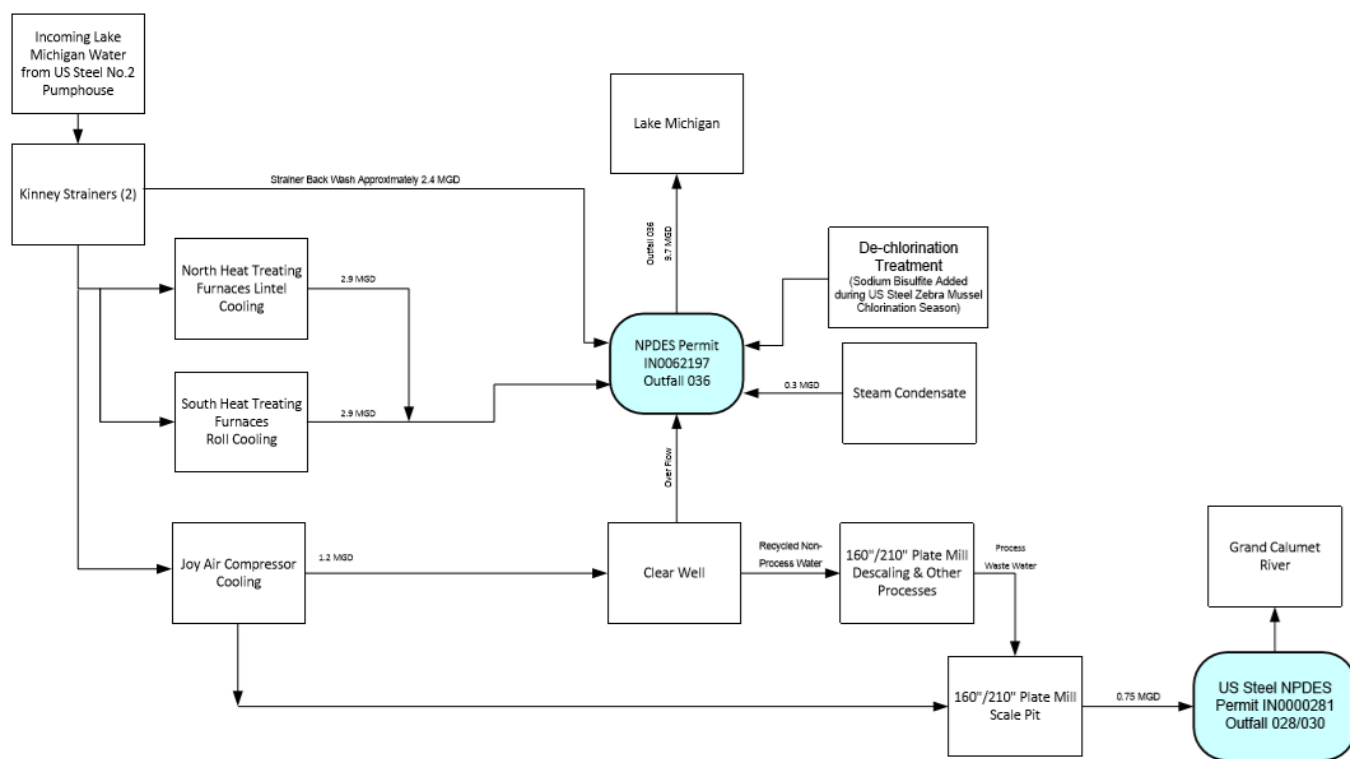 Incoming Lake
Michigan Water
from US Steel No.2
Pumphouse
Kinney Strainers (2)
Strainer Back Wash Approximately 2.4 MGD
Lake Michigan
Outfall 036
9.7 MGD
De-chlorination
Treatment
(Sodium Bisulfite Added
during US Steel Zebra Mussel
Chlorination Season)
North Heat Treating
Furnaces Lintel
Cooling
2.9 MGD
NPDES Permit
IN0062197
Outfall 036
0.3 MGD
Steam Condensate
South Heat Treating
Furnaces
Roll Cooling
2.9 MGD
Over Flow
Joy Air Compressor
Cooling
1.2 MGD
Clear Well
Recycled Non-
Process Water
160"/210" Plate Mill
Descaling & Other
Processes
Process
Waste Water
Grand Calumet
River
160"/210" Plate Mill
Scale Pit
0.75 MGD
US Steel NPDES
Permit IN0000281
Outfall 028/030